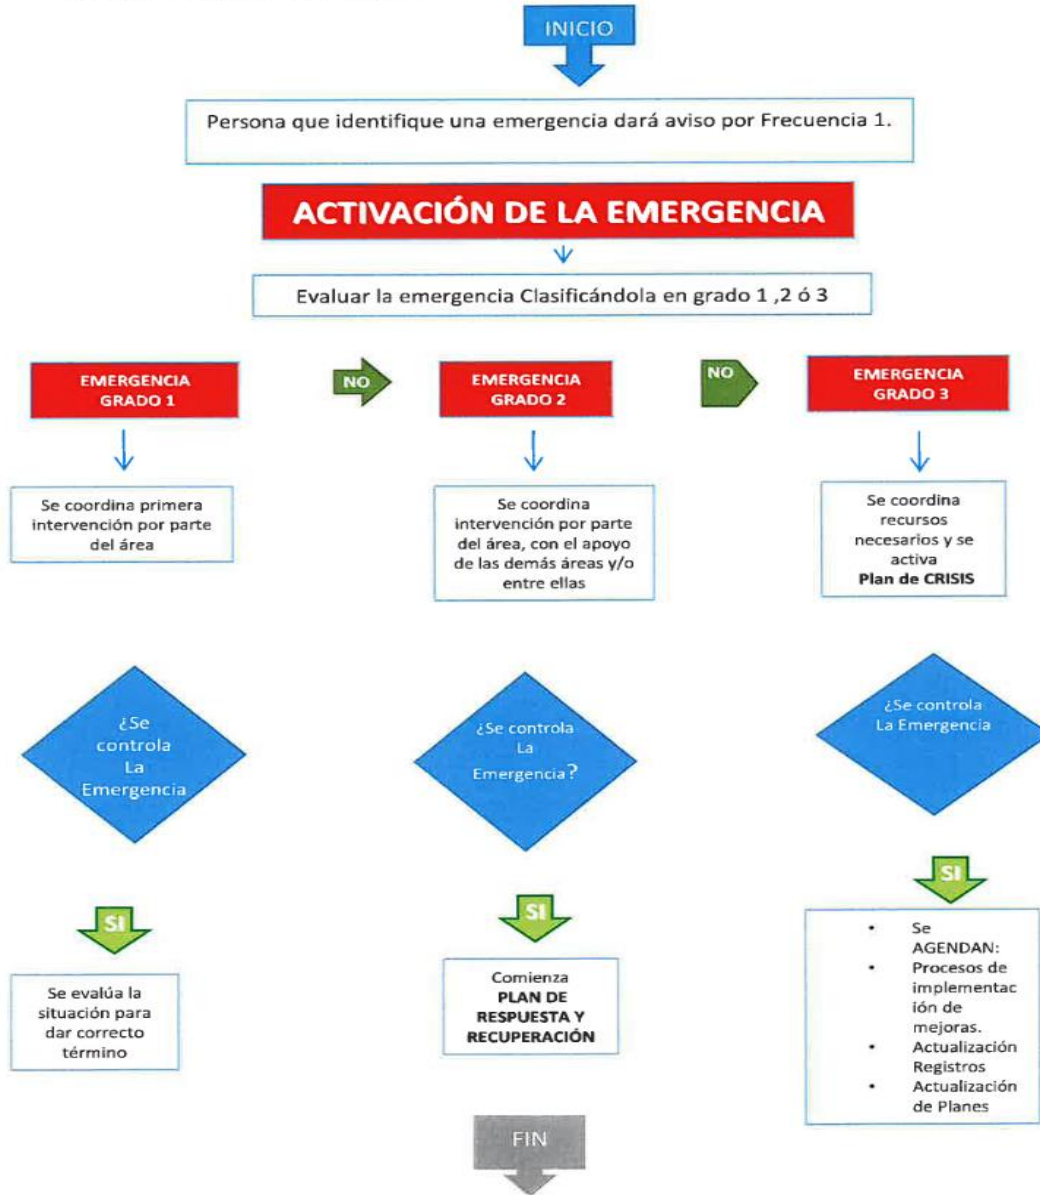 INICIO
Persona que identifique una emergencia dará aviso por Frecuencia 1.
ACTIVACIÓN DE LA EMERGENCIA
Evaluar la emergencia Clasificándola en grado 1 ,2 ó 3
EMERGENCIA
GRADO 1
NO
EMERGENCIA
GRADO 2
NO
EMERGENCIA
GRADO 3
Se coordina primera
intervención por parte
del área
Se coordina
intervención por parte
del área, con el apoyo
de las demás áreas y/o
entre ellas
Se coordina
recursos
necesarios y se
activa
Plan de CRISIS
¿Se
controla
La
Emergencia
¿Se controla
La
Emergencia?
¿Se controla
La Emergencia
SI
SI
SI
Se evalúa la
situación para
dar correcto
término
Comienza
PLAN DE
RESPUESTA Y
RECUPERACIÓN
• Se
AGENDAN:
• Procesos de
implementac
ión de
mejoras.
• Actualización
Registros
• Actualización
de Planes
FIN